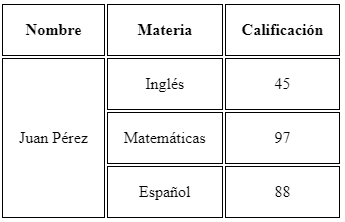 Nombre Materia Calificación
Inglés 45
Juan Pérez Matemáticas 97
Español 88